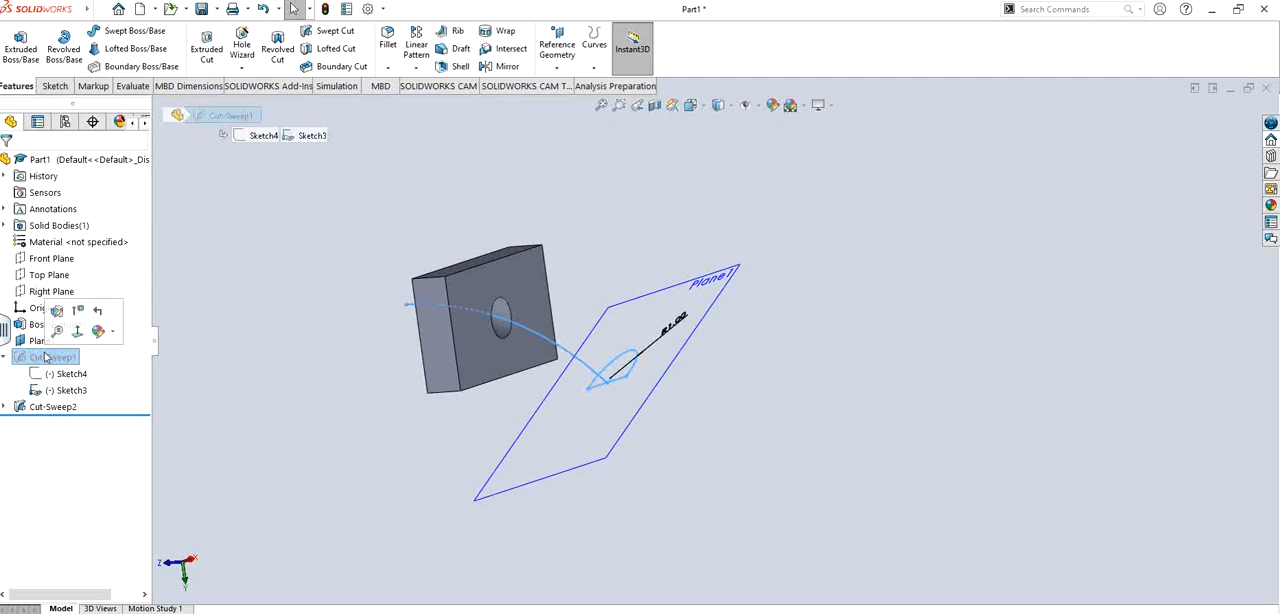 SOLIDWORKS
Part1 *
Search Commands
Extruded Boss/Base
Revolved Boss/Base
Swept Boss/Base
Lofted Boss/Base
Boundary Boss/Base
Extruded Cut
Hole Wizard
Revolved Cut
Swept Cut
Lofted Cut
Boundary Cut
Fillet
Linear Pattern
Rib
Draft
Shell
Wrap
Intersect
Mirror
Reference Geometry
Curves
Instant3D
Features
Sketch
Markup
Evaluate
MBD Dimensions
SOLIDWORKS Add-Ins
Simulation
MBD
SOLIDWORKS CAM
SOLIDWORKS CAM T...
Analysis Preparation
Cut-Sweep1
Sketch4
Sketch3
Part1 (Default<<Default>_Dis
History
Sensors
Annotations
Solid Bodies(1)
Material <not specified>
Front Plane
Top Plane
Right Plane
Orig
Bos
Plan
Cut-Sweep1
(-) Sketch4
(-) Sketch3
Cut-Sweep2
Plane1
R1.00
Z
X
Y
Model
3D Views
Motion Study 1